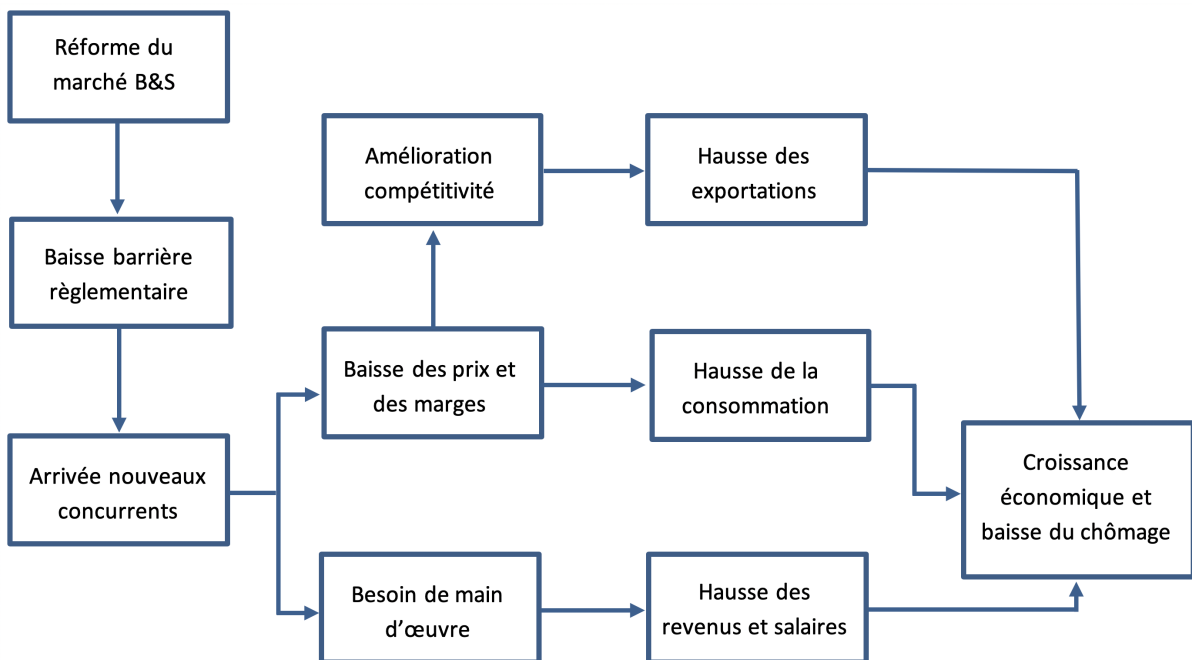 Réforme du
marché B&S
Baisse barrière
règlementaire
Arrivée nouveaux
concurrents
Amélioration
compétitivité
Hausse des
exportations
Baisse des prix et
des marges
Hausse de la
consommation
Besoin de main
d'œuvre
Hausse des
revenus et salaires
Croissance
économique et
baisse du chômage